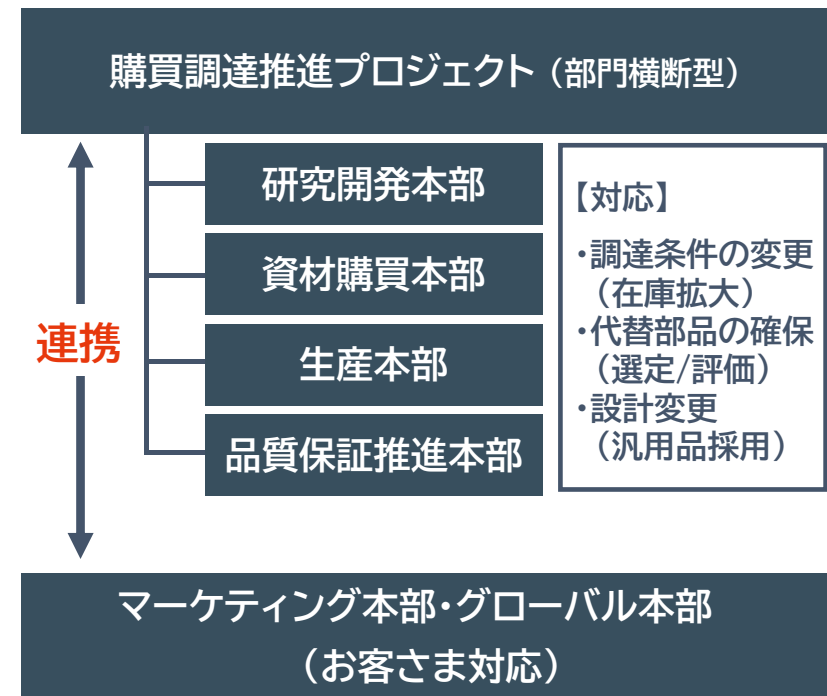 購買調達推進プロジェクト（部門横断型）
研究開発本部
資材購買本部
生産本部
品質保証推進本部
【対応】
・調達条件の変更
（在庫拡大）
・代替部品の確保
（選定/評価）
・設計変更
（汎用品採用）
連携
マーケティング本部・グローバル本部
（お客さま対応）